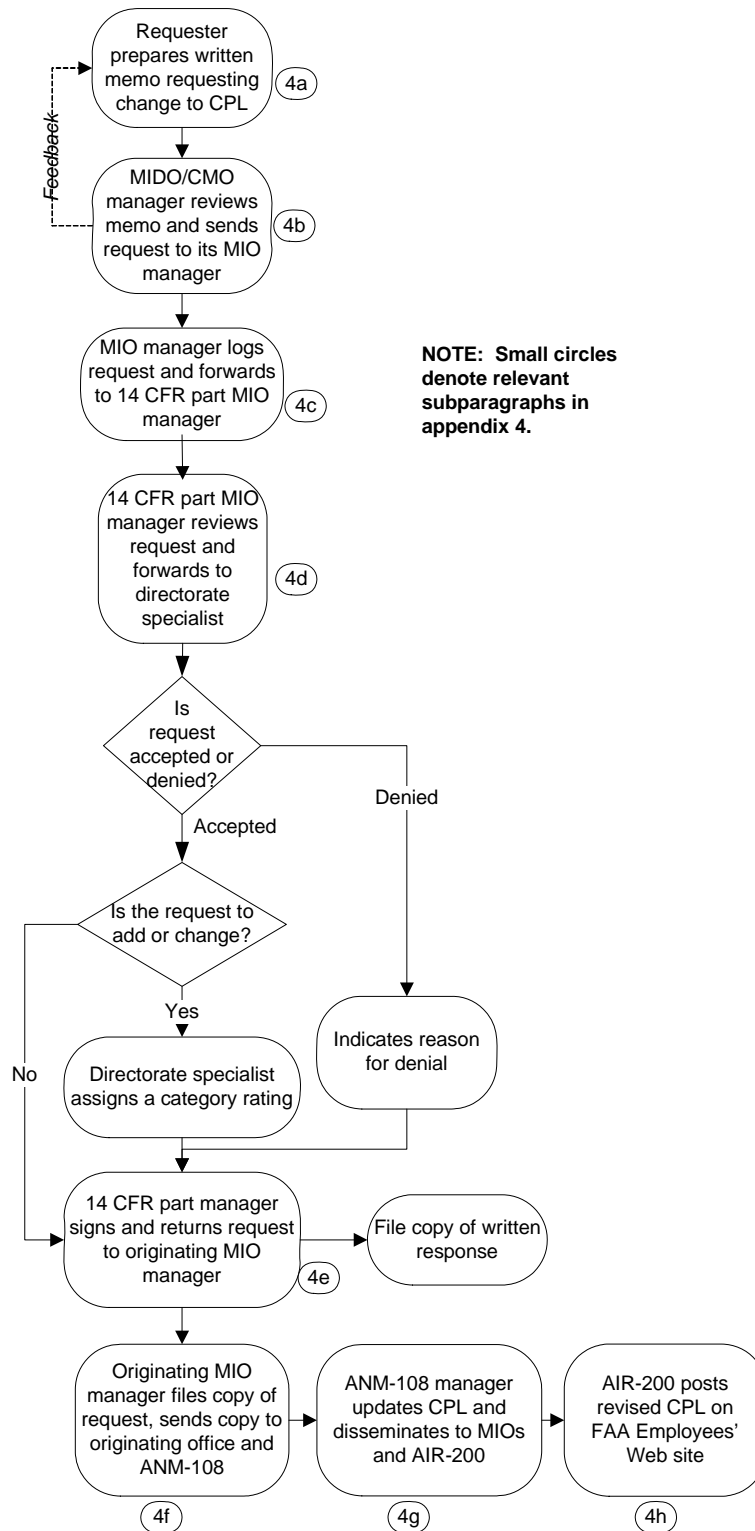 Requester
prepares written
memo requesting
change to CPL
4a
Feedback
MIDO/CMO
manager reviews
memo and sends
request to its MIO
manager
4b
MIO manager logs
request and forwards
to 14 CFR part MIO
manager
4c
NOTE:  Small circles
denote relevant
subparagraphs in
appendix 4.
14 CFR part MIO
manager reviews
request and
forwards to
directorate
specialist
4d
Is
request
accepted or
denied?
Denied
Accepted
Is the request to
add or change?
Yes
No
Indicates reason
for denial
Directorate specialist
assigns a category rating
14 CFR part manager
signs and returns request
to originating MIO
manager
4e
File copy of written
response
Originating MIO
manager files copy of
request, sends copy to
originating office and
ANM-108
4f
ANM-108 manager
updates CPL and
disseminates to MIOs
and AIR-200
4g
AIR-200 posts
revised CPL on
FAA Employees’
Web site
4h